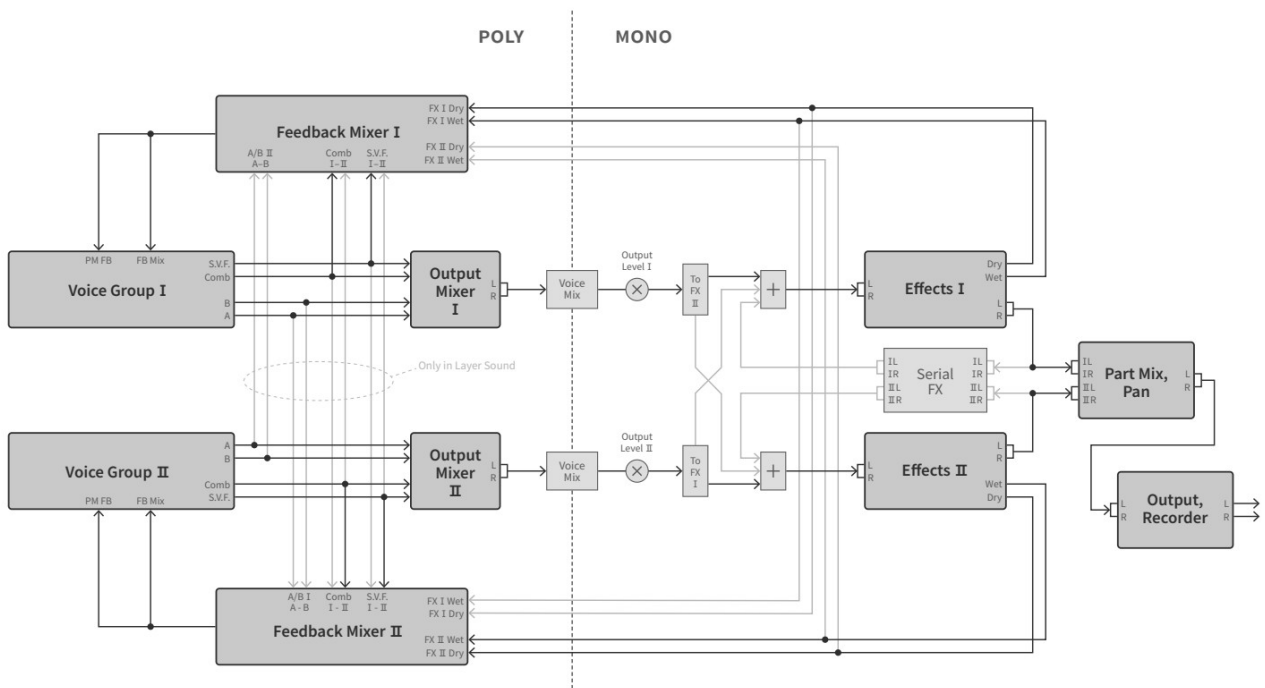 POLY
MONO
Feedback Mixer I
FX I Dry
FX I Wet
FX Ⅱ Dry
FX Ⅱ Wet
A/B Ⅱ
A–B
Comb
I–Ⅱ
S.V.F.
I–Ⅱ
PM FB
FB Mix
Voice Group I
S.V.F.
Comb
B
A
Output
Mixer
I
L
R
Voice
Mix
Output
Level I
To
FX
Ⅱ
+
L
R
Effects I
Dry
Wet
L
R
Only in Layer Sound
IL
IR
ⅡL
ⅡR
Serial
FX
IL
IR
ⅡL
ⅡR
IL
IR
ⅡL
ⅡR
Part Mix,
Pan
L
R
Voice Group Ⅱ
A
B
Comb
S.V.F.
PM FB
FB Mix
Output
Mixer
Ⅱ
L
R
Voice
Mix
Output
Level Ⅱ
To
FX
I
+
L
R
Effects Ⅱ
L
R
Wet
Dry
L
R
Output,
Recorder
L
R
A/B I
A - B
Comb
I - Ⅱ
S.V.F.
I - Ⅱ
Feedback Mixer Ⅱ
FX I Wet
FX I Dry
FX Ⅱ Wet
FX Ⅱ Dry